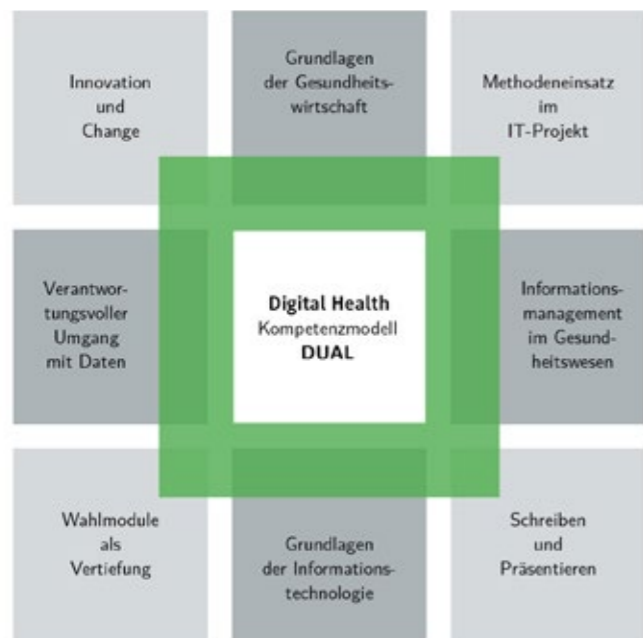 Innovation
und
Change
Grundlagen
der Gesundheits-
wirtschaft
Methodeneinsatz
im
IT-Projekt
Verantwor-
tungsvoller
Umgang
mit Daten
Digital Health
Kompetenzmodell
DUAL
Informations-
management
im Gesund-
heitswesen
Wahlmodule
als
Vertiefung
Grundlagen
der Informations-
technologie
Schreiben
und
Präsentieren